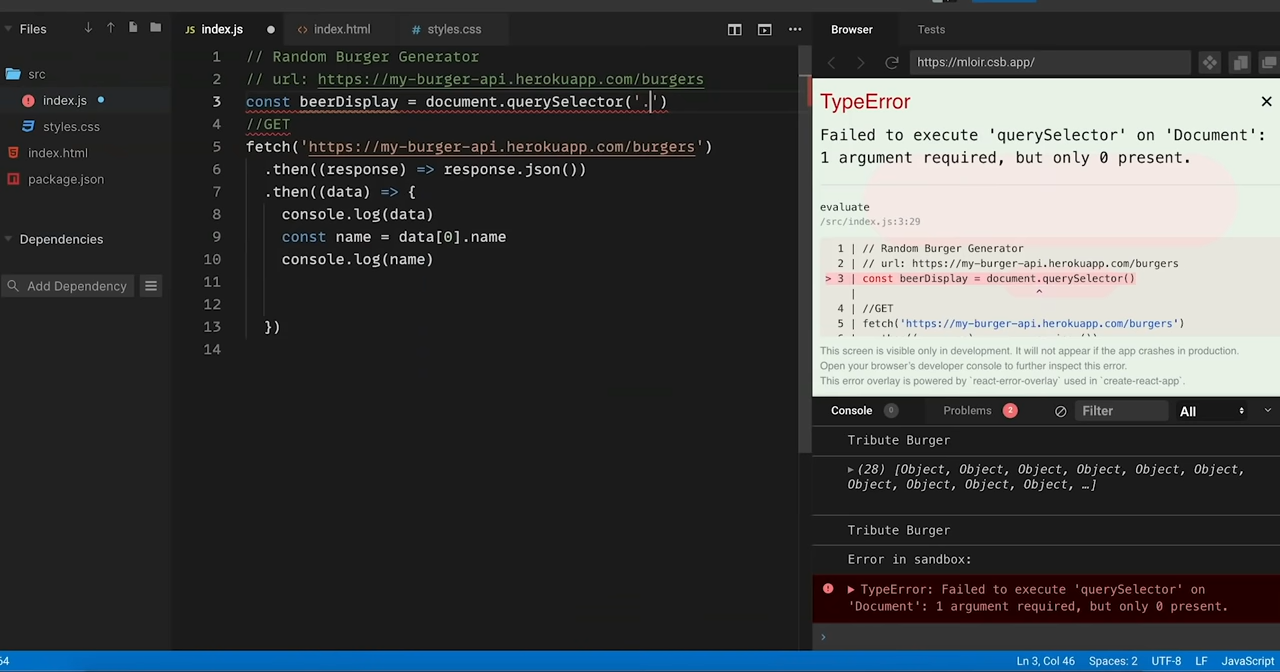 Files
JS index.js
<> index.html
# styles.css
Browser
Tests
src
index.js
styles.css
index.html
package.json
Dependencies
Add Dependency
1 // Random Burger Generator
2 // url: https://my-burger-api.herokuapp.com/burgers
3 const beerDisplay = document.querySelector('.')
4 //GET
5 fetch('https://my-burger-api.herokuapp.com/burgers')
6 .then((response) => response.json())
7 .then((data) => {
8 console.log(data)
9 const name = data[0].name
10 console.log(name)
11
12
13 })
14
https://mloir.csb.app/
TypeError
Failed to execute 'querySelector' on 'Document':
1 argument required, but only 0 present.
evaluate
/src/index.js:3:29
1 | // Random Burger Generator
2 | // url: https://my-burger-api.herokuapp.com/burgers
> 3 | const beerDisplay = document.querySelector()
| ^
4 | //GET
5 | fetch('https://my-burger-api.herokuapp.com/burgers')
This screen is visible only in development. It will not appear if the app crashes in production.
Open your browser's developer console to further inspect this error.
This error overlay is powered by `react-error-overlay` used in `create-react-app`.
Console 0
Problems 2
Filter
All
Tribute Burger
(28) [Object, Object, Object, Object, Object, Object,
Object, Object, Object, Object, …]
Tribute Burger
Error in sandbox:
TypeError: Failed to execute 'querySelector' on
'Document': 1 argument required, but only 0 present.
64
Ln 3, Col 46 Spaces: 2 UTF-8 LF JavaScript